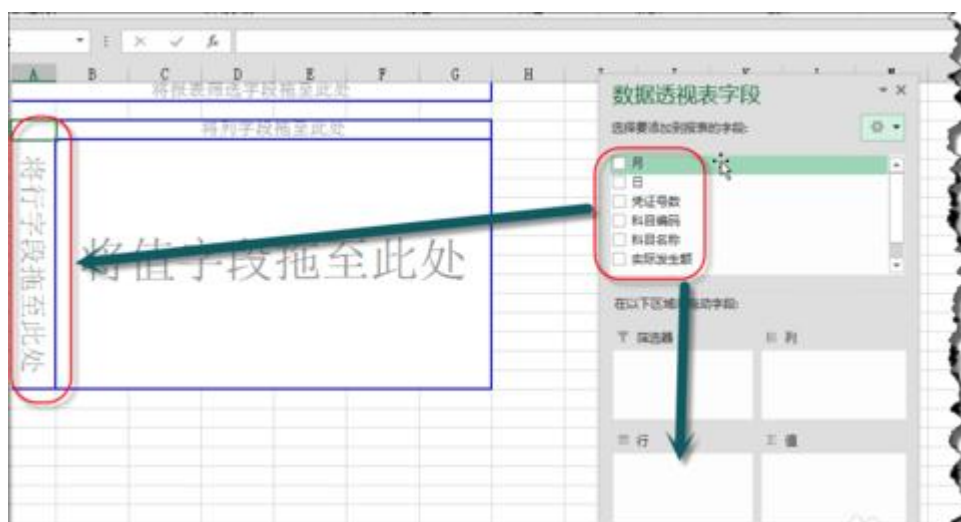 fx
A B C D E F G H
将报表筛选字段拖至此处
将列字段拖至此处
将行字段拖至此处
将值字段拖至此处
数据透视表字段
选择要添加到报表的字段:
月
日
凭证号数
科目编码
科目名称
实际发生额
在以下区域
动字段:
筛选器
列
行
Σ 值